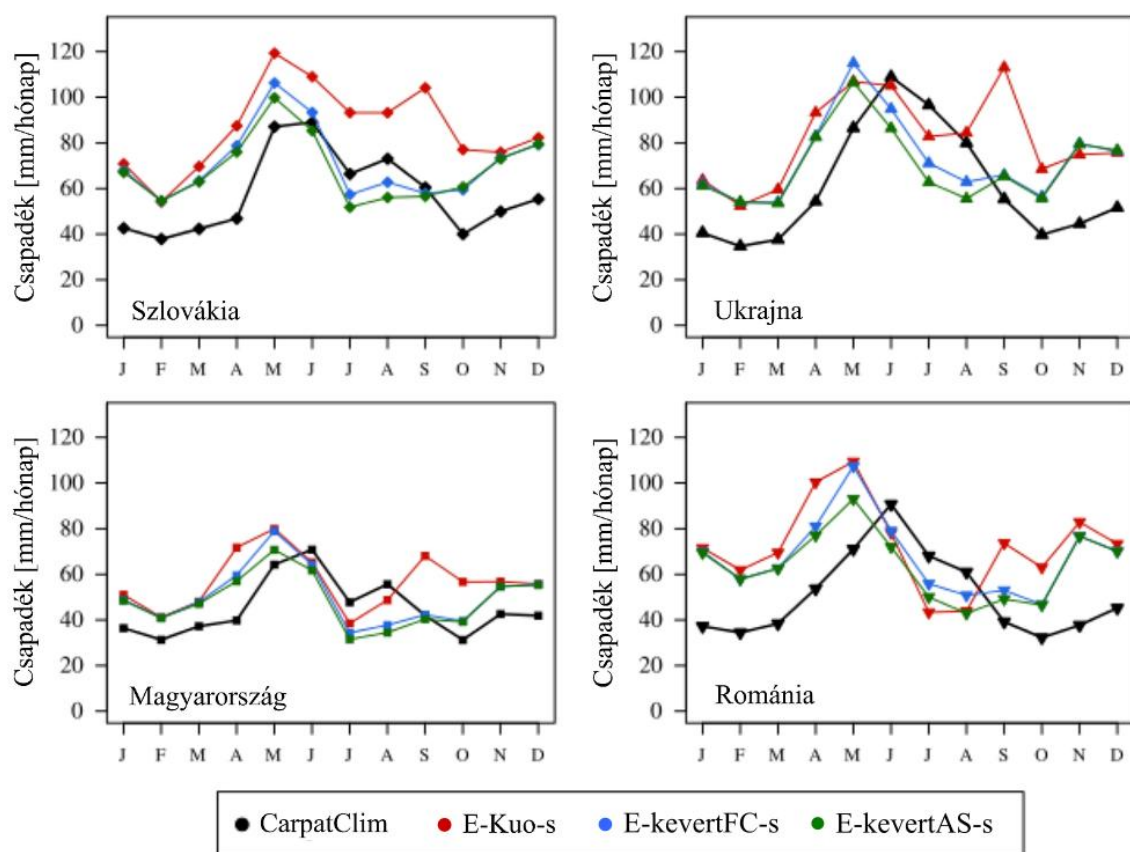 Csapadék [mm/hónap]
120
100
80
60
40
20
0
Szlovákia
J F M A M J J A S O N D
Csapadék [mm/hónap]
120
100
80
60
40
20
0
Ukrajna
J F M A M J J A S O N D
Csapadék [mm/hónap]
120
100
80
60
40
20
0
Magyarország
J F M A M J J A S O N D
Csapadék [mm/hónap]
120
100
80
60
40
20
0
Románia
J F M A M J J A S O N D
CarpatClim E-Kuo-s E-kevertFC-s E-kevertAS-s